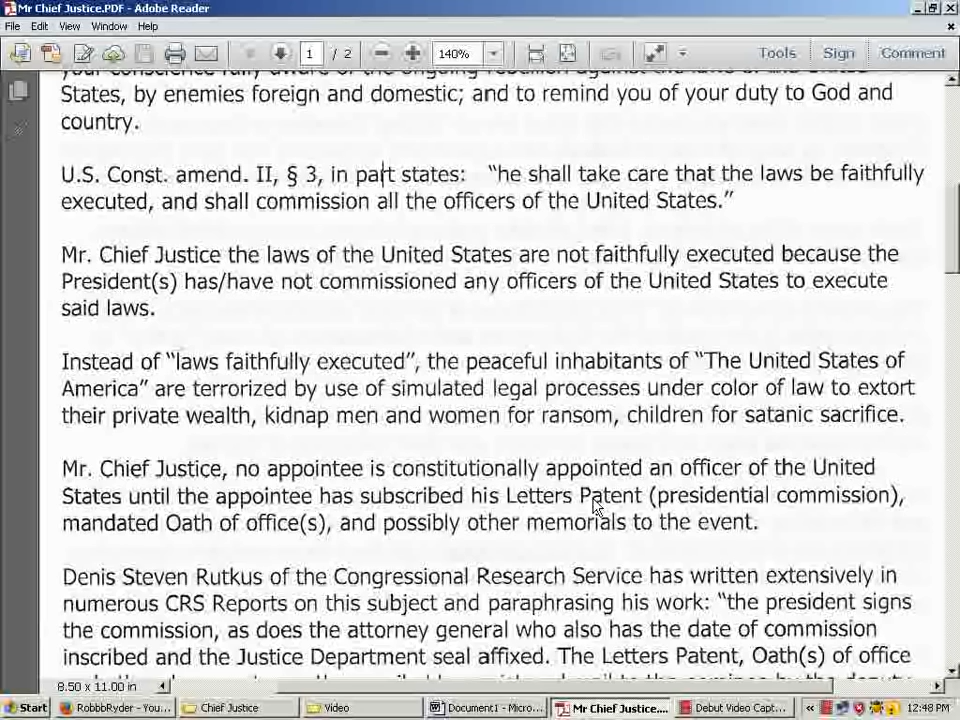 Mr Chief Justice.PDF - Adobe Reader
File Edit View Window Help
1 / 2 140% Tools Sign Comment
States, by enemies foreign and domestic; and to remind you of your duty to God and
country.
U.S. Const. amend. II, § 3, in part states: “he shall take care that the laws be faithfully
executed, and shall commission all the officers of the United States.”
Mr. Chief Justice the laws of the United States are not faithfully executed because the
President(s) has/have not commissioned any officers of the United States to execute
said laws.
Instead of “laws faithfully executed”, the peaceful inhabitants of “The United States of
America” are terrorized by use of simulated legal processes under color of law to extort
their private wealth, kidnap men and women for ransom, children for satanic sacrifice.
Mr. Chief Justice, no appointee is constitutionally appointed an officer of the United
States until the appointee has subscribed his Letters Patent (presidential commission),
mandated Oath of office(s), and possibly other memorials to the event.
Denis Steven Rutkus of the Congressional Research Service has written extensively in
numerous CRS Reports on this subject and paraphrasing his work: “the president signs
the commission, as does the attorney general who also has the date of commission
inscribed and the Justice Department seal affixed. The Letters Patent, Oath(s) of office
8.50 x 11.00 in
Start RobbbRyder - You... Chief Justice Video Document1 - Micro... Mr Chief Justice.... Debut Video Capt... 12:48 PM